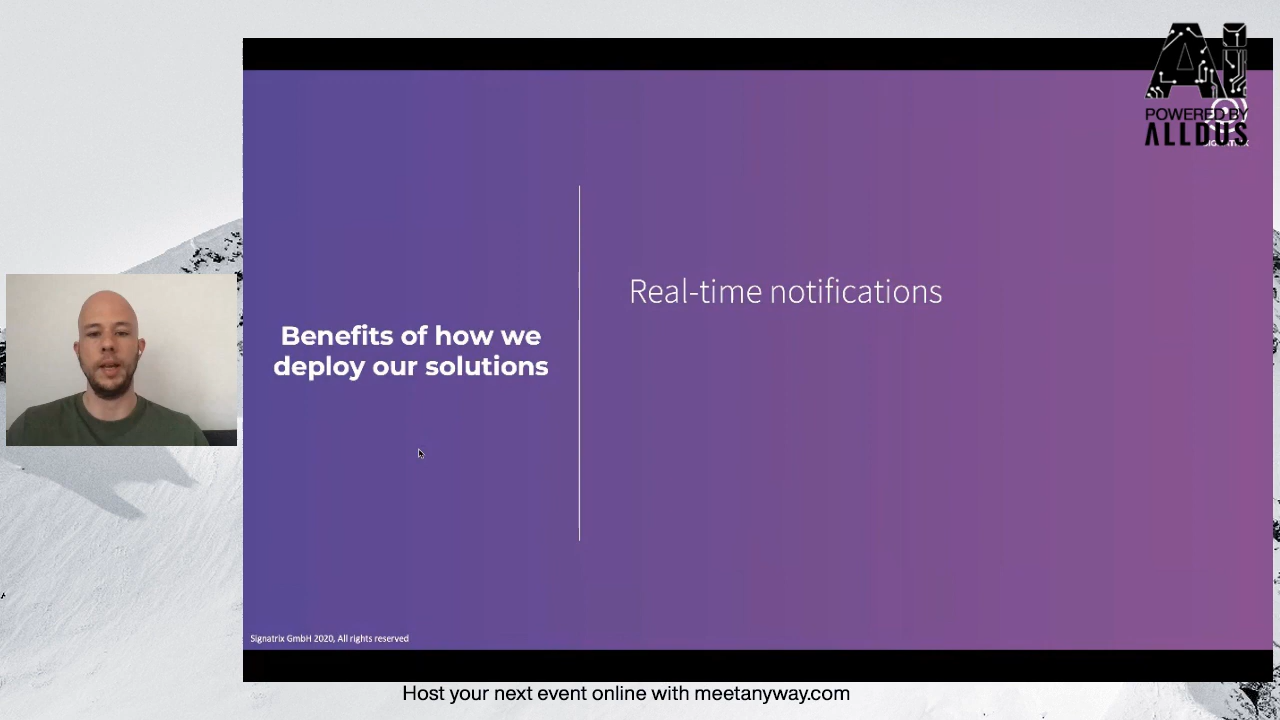 AI
POWERED BY
ALLDUS
Real-time notifications
Benefits of how we
deploy our solutions
Signatrix GmbH 2020, All rights reserved
Host your next event online with meetanyway.com